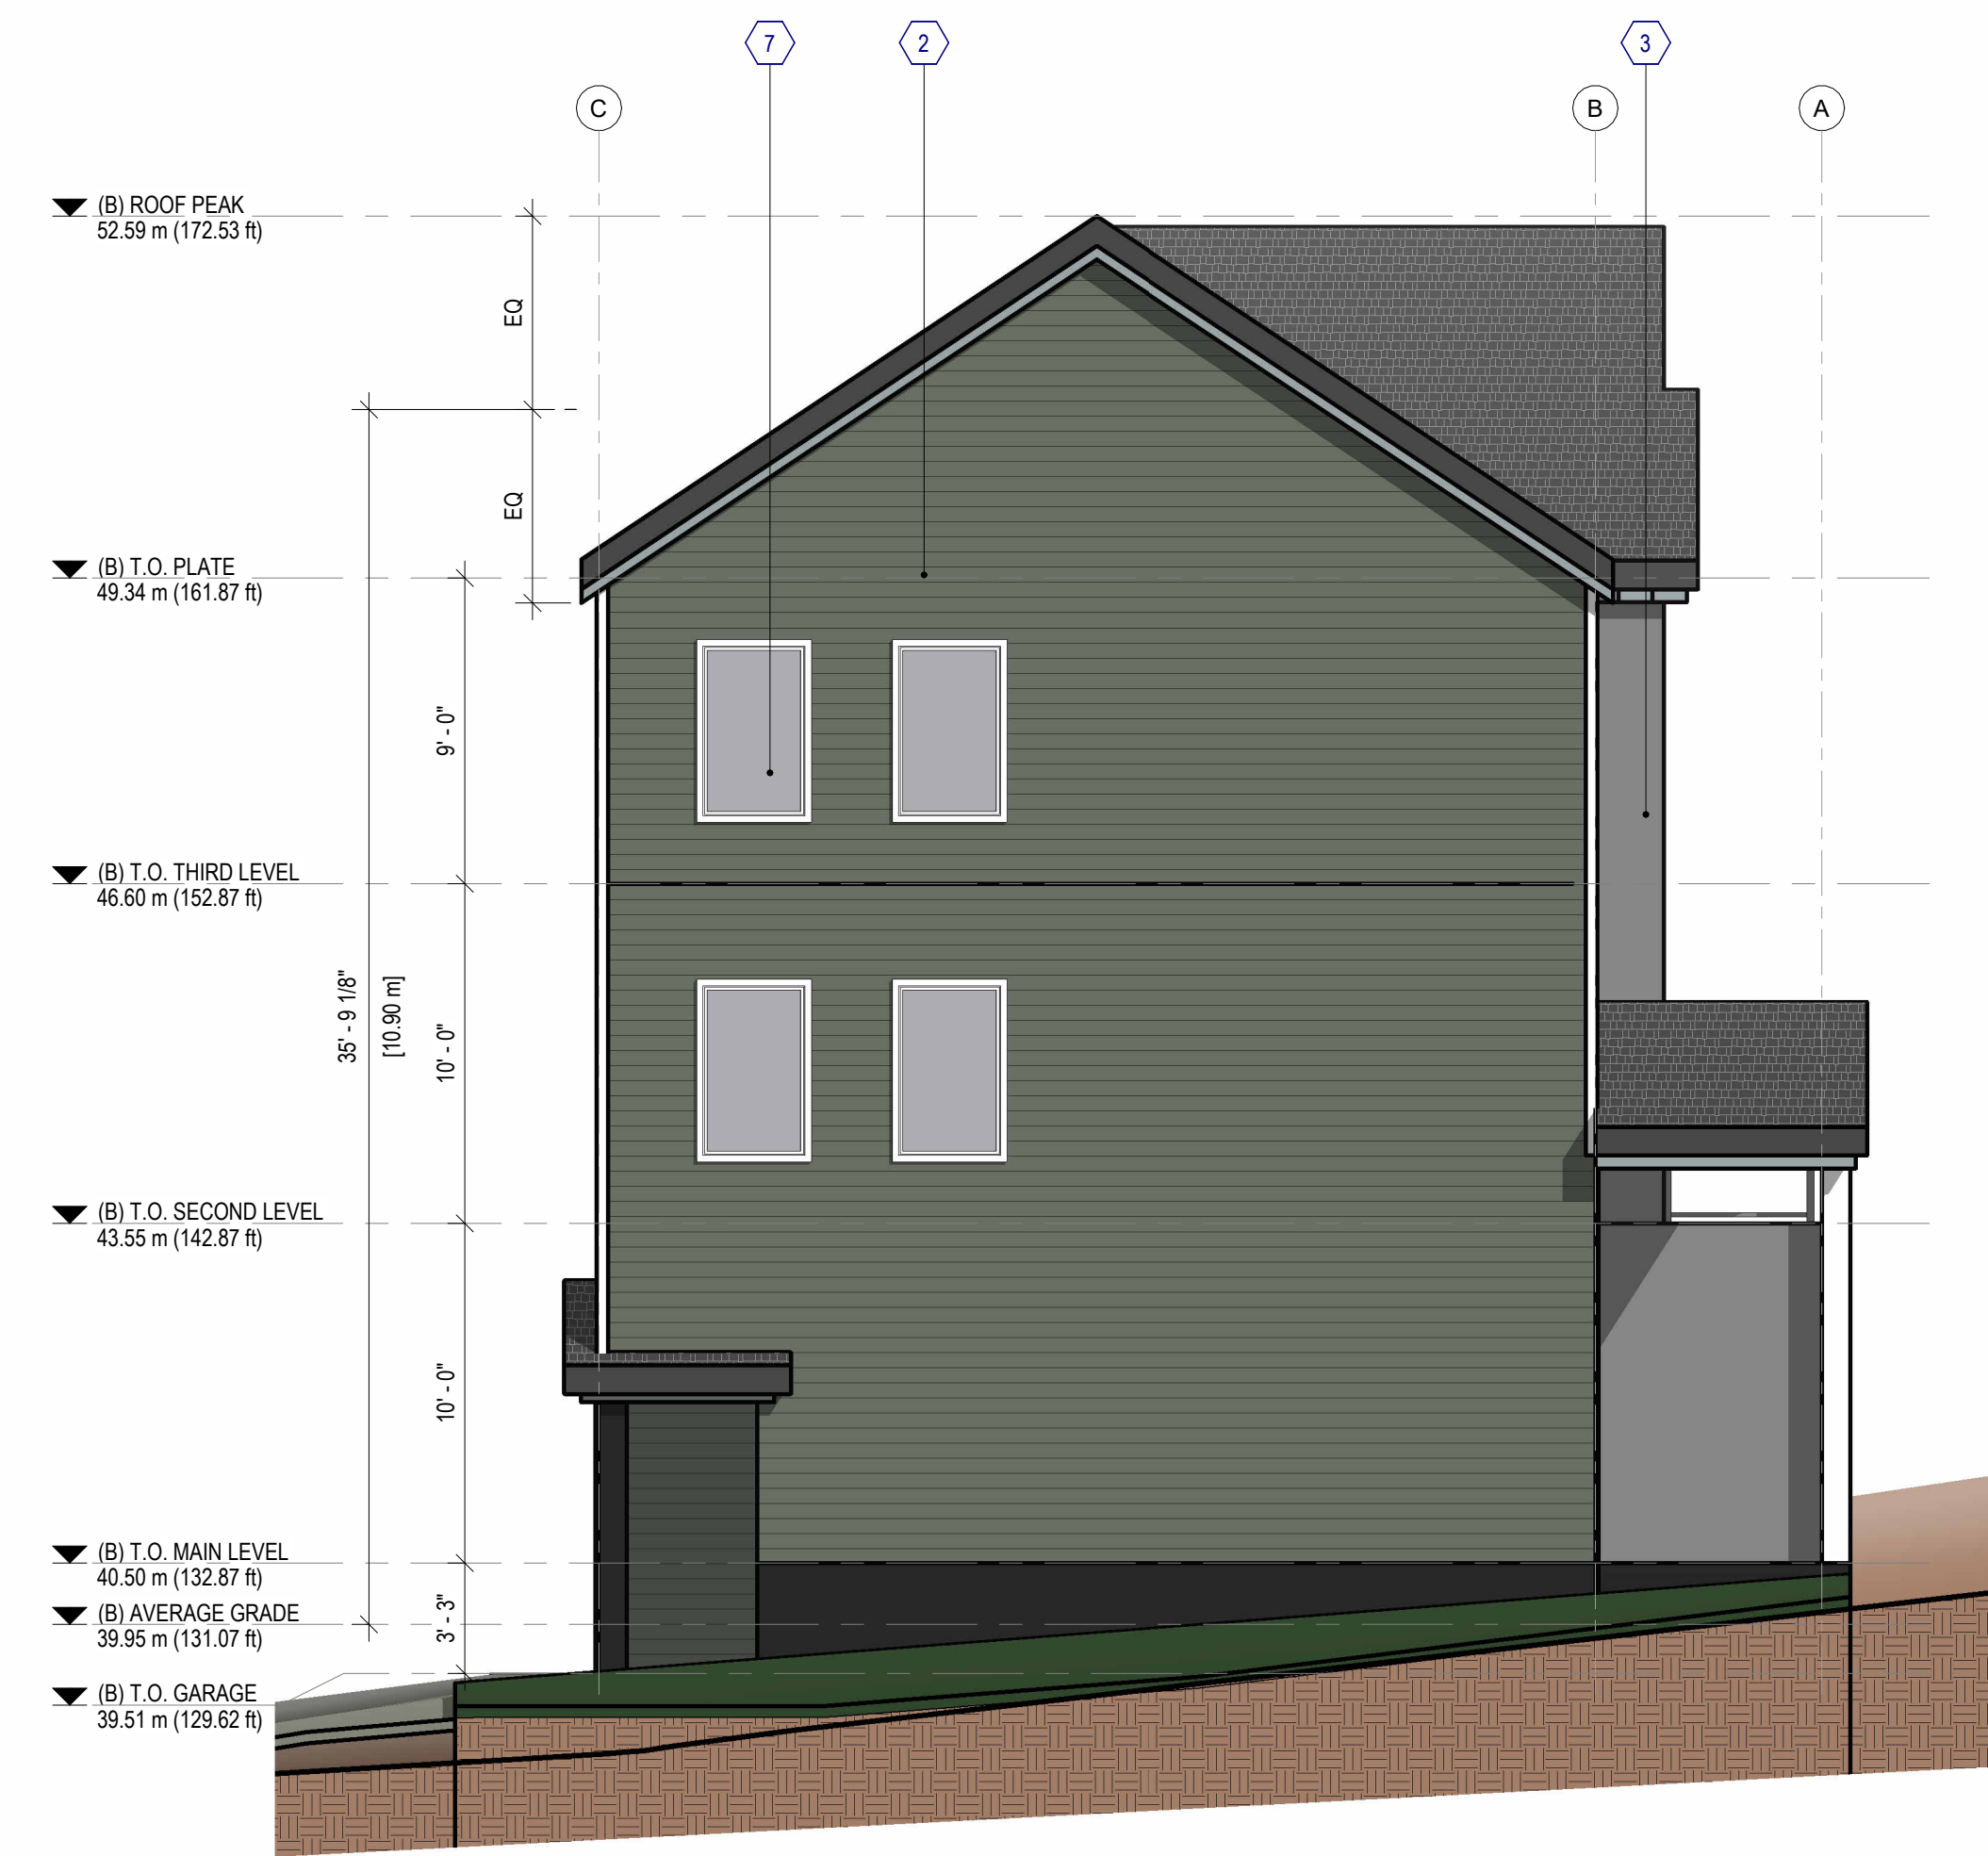 7
2
3
C
B
A
(B) ROOF PEAK
52.59 m (172.53 ft)
EQ
EQ
(B) T.O. PLATE
49.34 m (161.87 ft)
9' - 0"
(B) T.O. THIRD LEVEL
46.60 m (152.87 ft)
35' - 9 1/8"
[10.90 m]
10' - 0"
(B) T.O. SECOND LEVEL
43.55 m (142.87 ft)
10' - 0"
(B) T.O. MAIN LEVEL
40.50 m (132.87 ft)
(B) AVERAGE GRADE
39.95 m (131.07 ft)
3' - 3"
(B) T.O. GARAGE
39.51 m (129.62 ft)